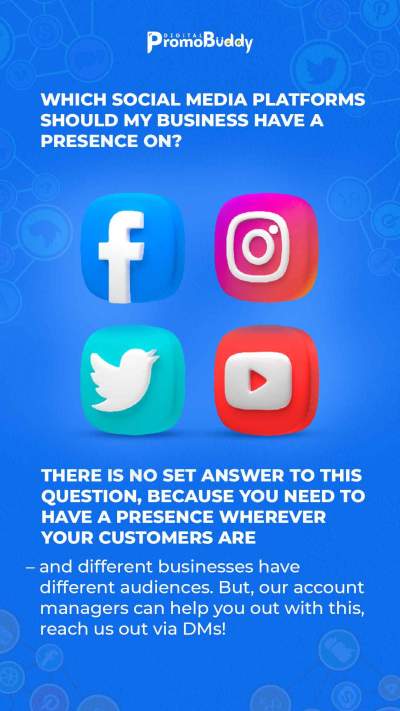 DIGITAL
PromoBuddy
WHICH SOCIAL MEDIA PLATFORMS
SHOULD MY BUSINESS HAVE A
PRESENCE ON?
THERE IS NO SET ANSWER TO THIS
QUESTION, BECAUSE YOU NEED TO
HAVE A PRESENCE WHEREVER
YOUR CUSTOMERS ARE
– and different businesses have
different audiences. But, our account
managers can help you out with this,
reach us out via DMs!